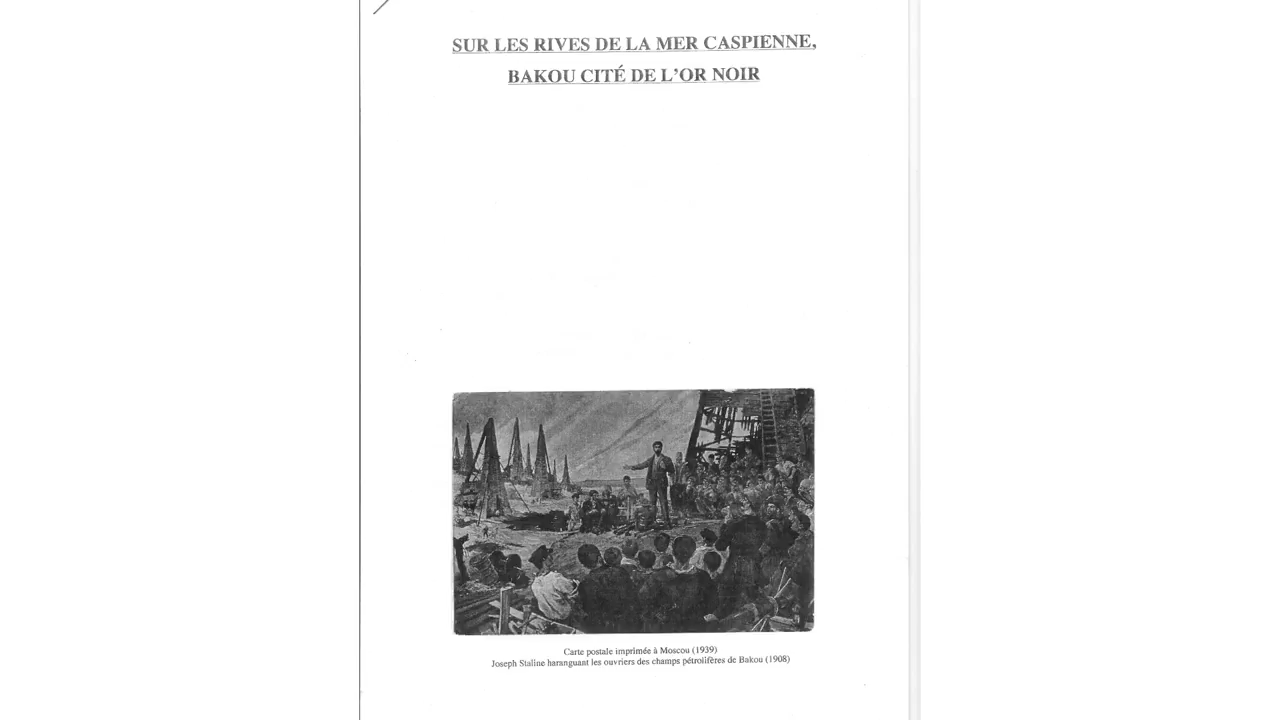 SUR LES RIVES DE LA MER CASPIENNE,
BAKOU CITÉ DE L'OR NOIR
Carte postale imprimée à Moscou (1939)
Joseph Staline haranguant les ouvriers des champs pétrolifères de Bakou (1908)